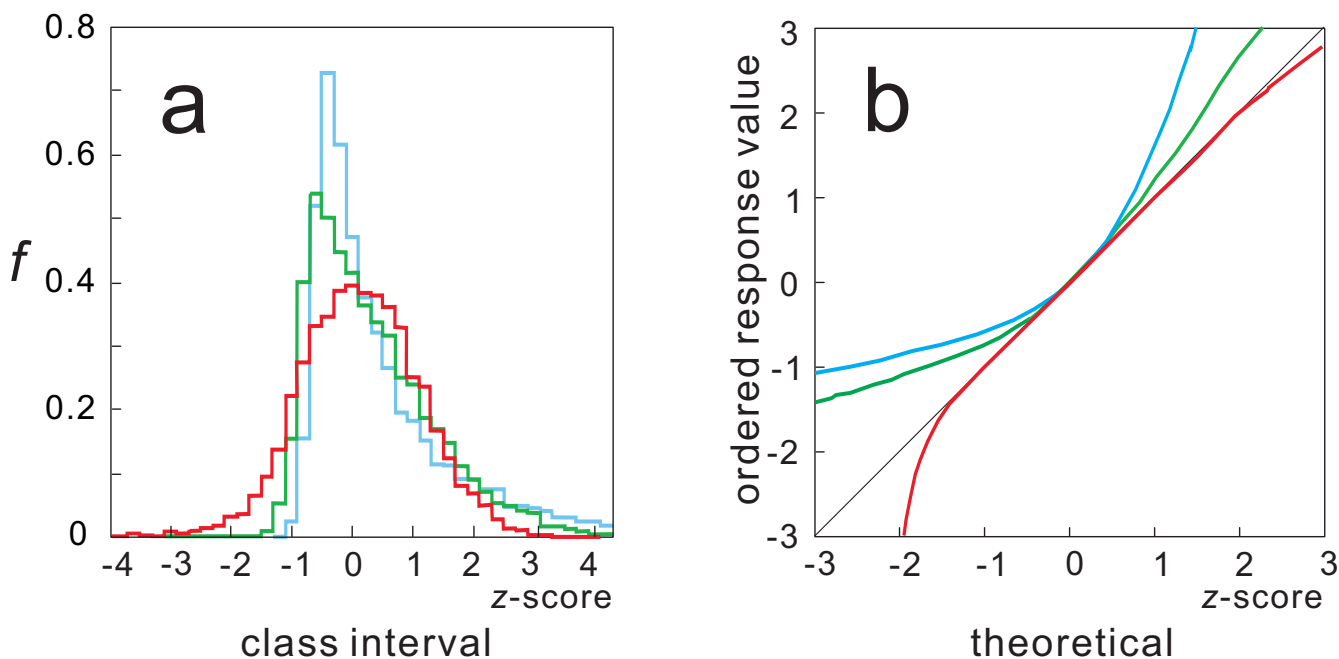 a
f
0.8
0.6
0.4
0.2
0
-4 -3 -2 -1 0 1 2 3 4
z-score
class interval
b
ordered response value
3
2
1
0
-1
-2
-3
-3 -2 -1 0 1 2 3
z-score
theoretical